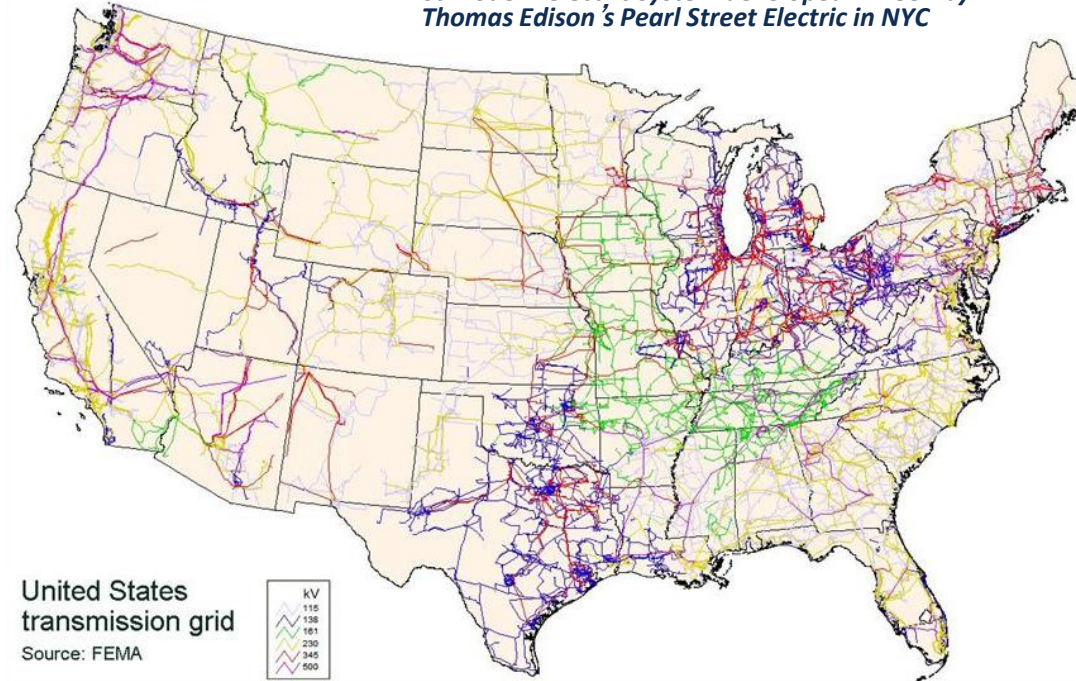 Thomas Edison's Pearl Street Electric in NYC
United States
transmission grid
Source: FEMA
kV
115
138
161
230
345
500